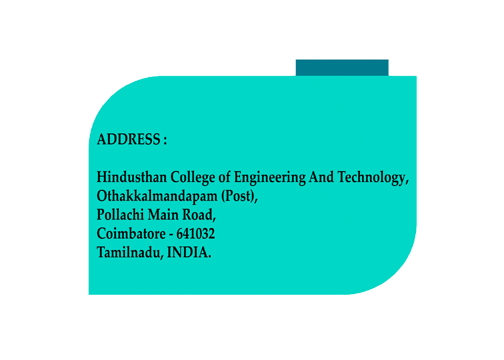 ADDRESS :
Hindusthan College of Engineering And Technology,
Othakkalmandapam (Post),
Pollachi Main Road,
Coimbatore - 641032
Tamilnadu, INDIA.